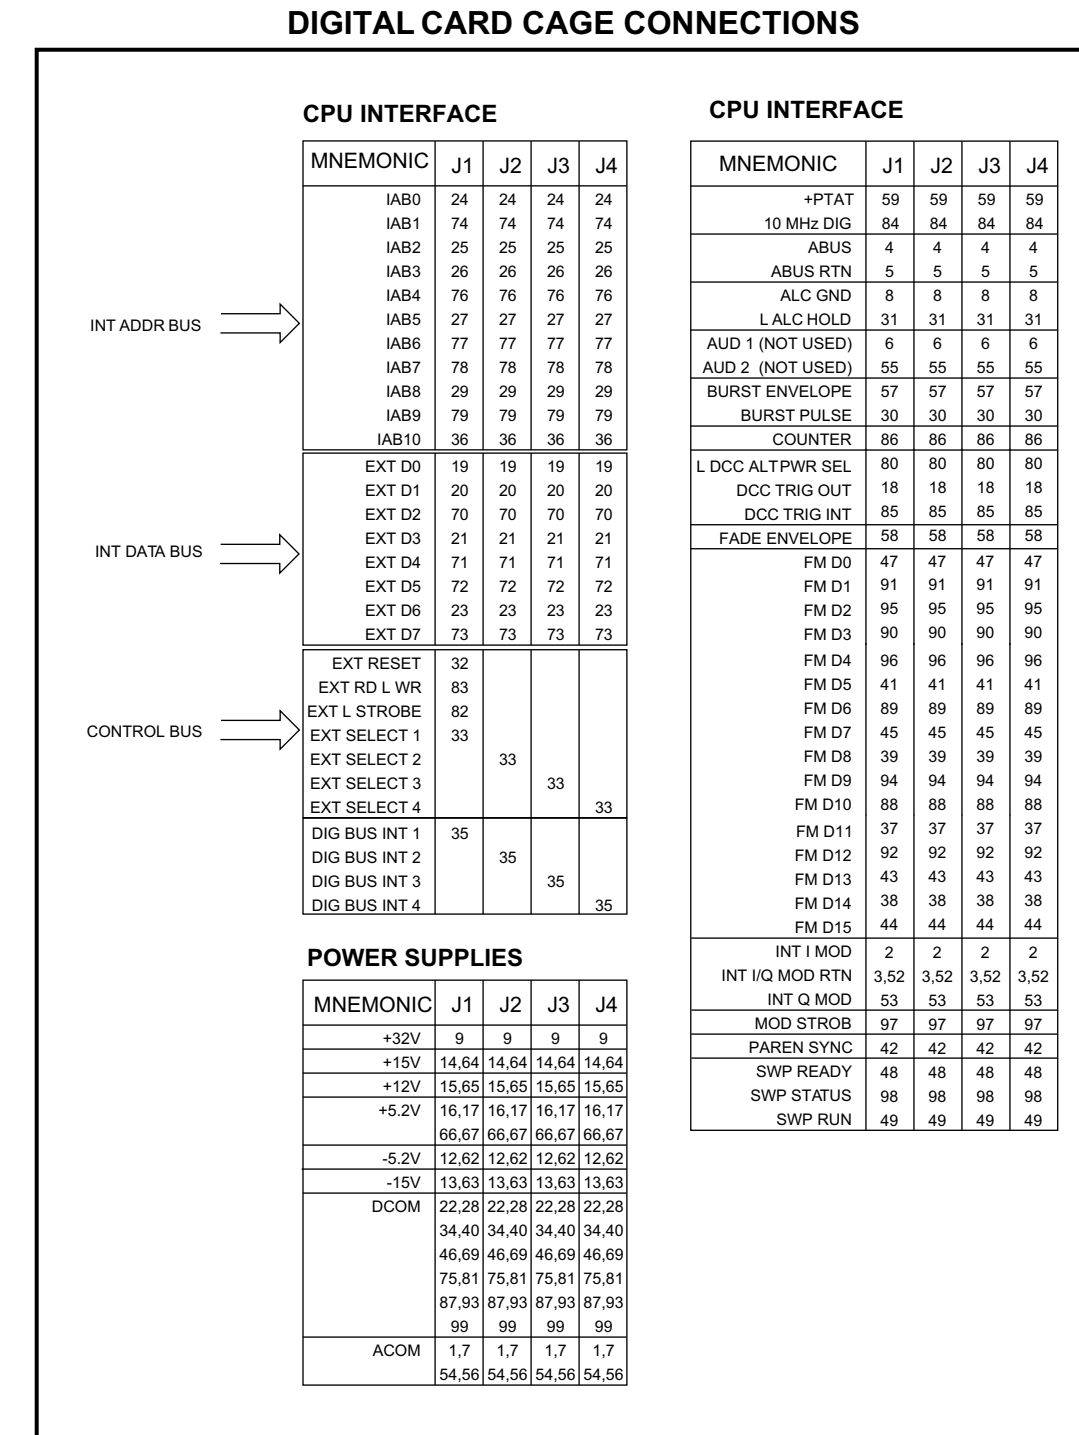 DIGITAL CARD CAGE CONNECTIONS
CPU INTERFACE
MNEMONIC J1 J2 J3 J4
IAB0 24 24 24 24
IAB1 74 74 74 74
IAB2 25 25 25 25
IAB3 26 26 26 26
IAB4 76 76 76 76
INT ADDR BUS
IAB5 27 27 27 27
IAB6 77 77 77 77
IAB7 78 78 78 78
IAB8 29 29 29 29
IAB9 79 79 79 79
IAB10 36 36 36 36
EXT D0 19 19 19 19
EXT D1 20 20 20 20
EXT D2 70 70 70 70
EXT D3 21 21 21 21
INT DATA BUS
EXT D4 71 71 71 71
EXT D5 72 72 72 72
EXT D6 23 23 23 23
EXT D7 73 73 73 73
EXT RESET 32
EXT RD L WR 83
EXT L STROBE 82
CONTROL BUS
EXT SELECT 1 33
EXT SELECT 2 33
EXT SELECT 3 33
EXT SELECT 4 33
DIG BUS INT 1 35
DIG BUS INT 2 35
DIG BUS INT 3 35
DIG BUS INT 4 35
POWER SUPPLIES
MNEMONIC J1 J2 J3 J4
+32V 9 9 9 9
+15V 14,64 14,64 14,64 14,64
+12V 15,65 15,65 15,65 15,65
+5.2V 16,17 16,17 16,17 16,17
66,67 66,67 66,67 66,67
-5.2V 12,62 12,62 12,62 12,62
-15V 13,63 13,63 13,63 13,63
DCOM 22,28 22,28 22,28 22,28
34,40 34,40 34,40 34,40
46,69 46,69 46,69 46,69
75,81 75,81 75,81 75,81
87,93 87,93 87,93 87,93
99 99 99 99
ACOM 1,7 1,7 1,7 1,7
54,56 54,56 54,56 54,56
CPU INTERFACE
MNEMONIC J1 J2 J3 J4
+PTAT 59 59 59 59
10 MHz DIG 84 84 84 84
ABUS 4 4 4 4
ABUS RTN 5 5 5 5
ALC GND 8 8 8 8
L ALC HOLD 31 31 31 31
AUD 1 (NOT USED) 6 6 6 6
AUD 2 (NOT USED) 55 55 55 55
BURST ENVELOPE 57 57 57 57
BURST PULSE 30 30 30 30
COUNTER 86 86 86 86
L DCC ALTPWR SEL 80 80 80 80
DCC TRIG OUT 18 18 18 18
DCC TRIG INT 85 85 85 85
FADE ENVELOPE 58 58 58 58
FM D0 47 47 47 47
FM D1 91 91 91 91
FM D2 95 95 95 95
FM D3 90 90 90 90
FM D4 96 96 96 96
FM D5 41 41 41 41
FM D6 89 89 89 89
FM D7 45 45 45 45
FM D8 39 39 39 39
FM D9 94 94 94 94
FM D10 88 88 88 88
FM D11 37 37 37 37
FM D12 92 92 92 92
FM D13 43 43 43 43
FM D14 38 38 38 38
FM D15 44 44 44 44
INT I MOD 2 2 2 2
INT I/Q MOD RTN 3,52 3,52 3,52 3,52
INT Q MOD 53 53 53 53
MOD STROB 97 97 97 97
PAREN SYNC 42 42 42 42
SWP READY 48 48 48 48
SWP STATUS 98 98 98 98
SWP RUN 49 49 49 49